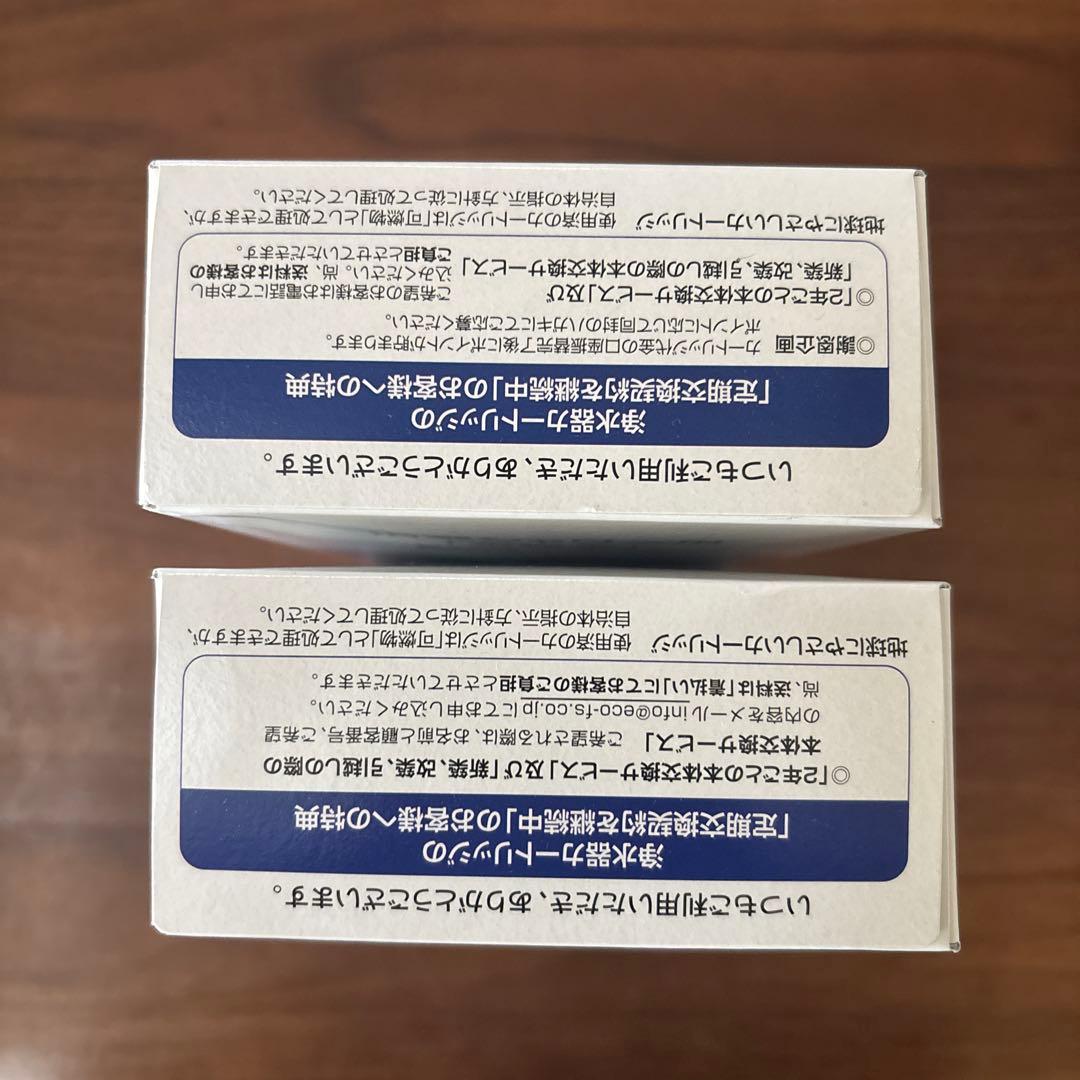 いつもご利用いただき、ありがとうございます。
浄水器カートリッジの
「定期交換契約を継続中」のお客様への特典
◎「2年ごとの本体交換サービス」及び「新築、改築、引越しの際の
本体交換サービス」 ご希望される際は、お名前と顧客番号、ご希望
の内容をメールinfo@eco-fs.co.jpにてお申し込みください。
尚、送料は「着払い」にてお客様のご負担とさせていただきます。
地球にやさしいカートリッジ 使用済のカートリッジは「可燃物」として処理できますが、
自治体の指示、方針に従って処理してください。
いつもご利用いただき、ありがとうございます。
浄水器カートリッジの
「定期交換契約を継続中」のお客様への特典
◎謝恩企画 カートリッジ代金の口座振替完了後にポイントが貯まります。
ポイントに応じて同封のハガキにてご応募ください。
◎「2年ごとの本体交換サービス」及び
「新築、改築、引越しの際の本体交換サービス」
ご希望のお客様はお電話にてお申し
込みください。尚、送料はお客様の
ご負担とさせていただきます。
地球にやさしいカートリッジ 使用済のカートリッジは「可燃物」として処理できますが、
自治体の指示、方針に従って処理してください。